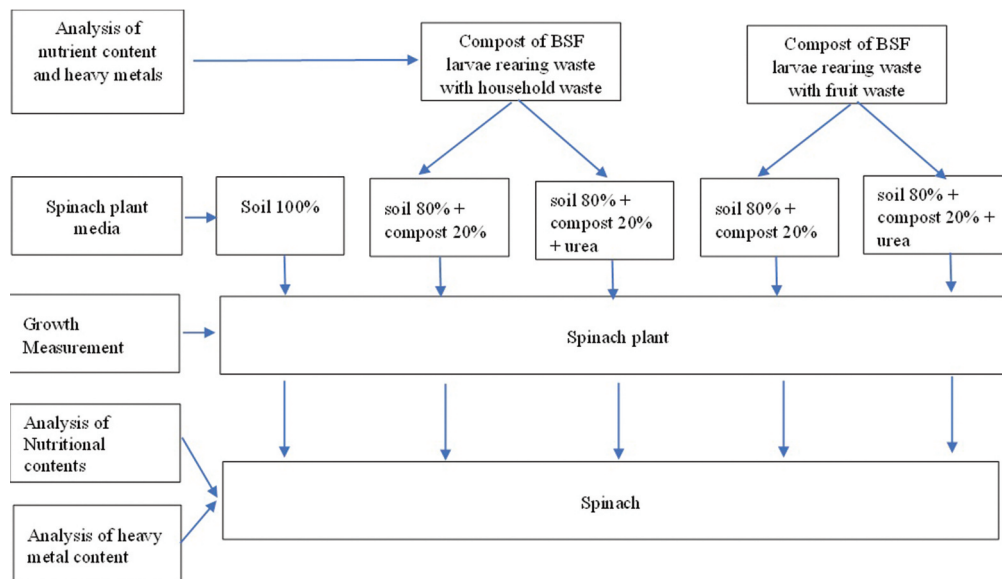 Analysis of
nutrient content
and heavy metals
Compost of BSF
larvae rearing waste
with household waste
Compost of BSF
larvae rearing waste
with fruit waste
Spinach plant
media
Soil 100%
soil 80% +
compost 20%
soil 80% +
compost 20%
+ urea
soil 80% +
compost 20%
soil 80% +
compost 20% +
urea
Growth
Measurement
Spinach plant
Analysis of
Nutritional
contents
Spinach
Analysis of heavy
metal content